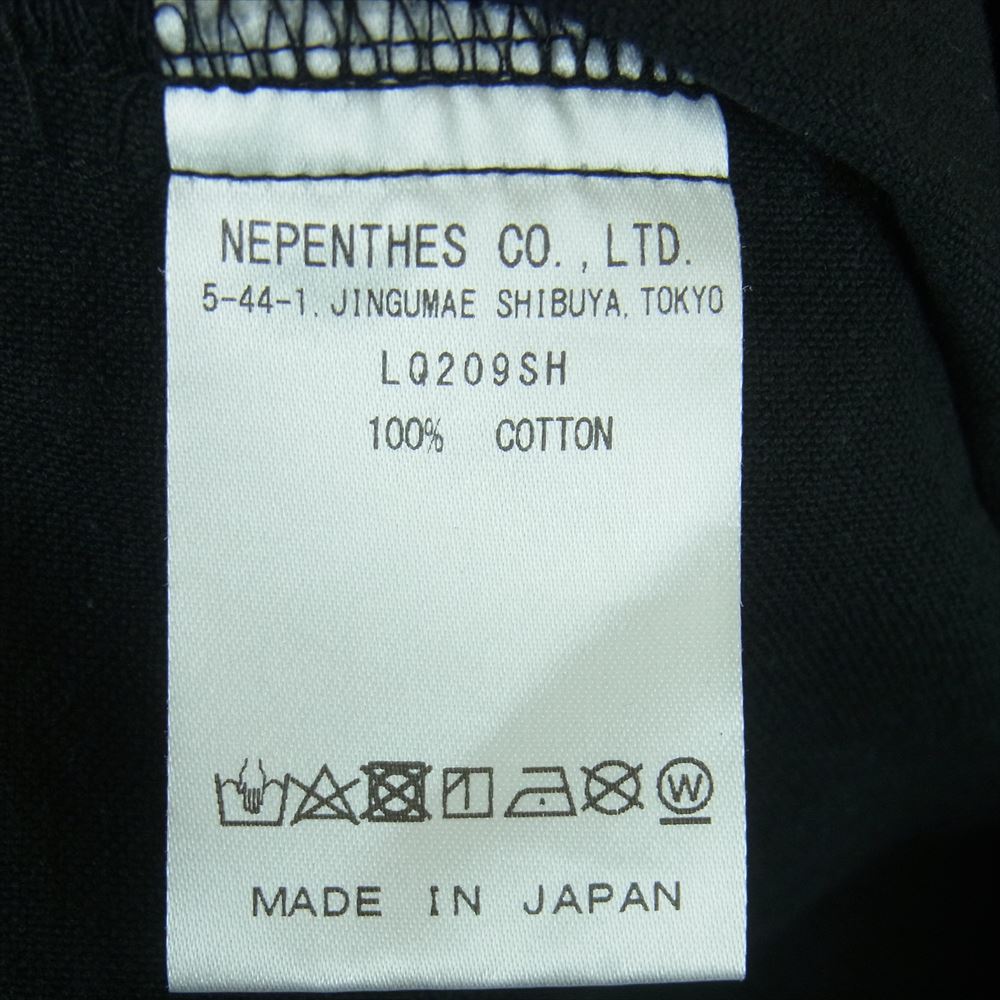 NEPENTHES CO., LTD.
5-44-1. JINGUMAE SHIBUYA, TOKYO
LQ209SH
100% COTTON
W
MADE IN JAPAN